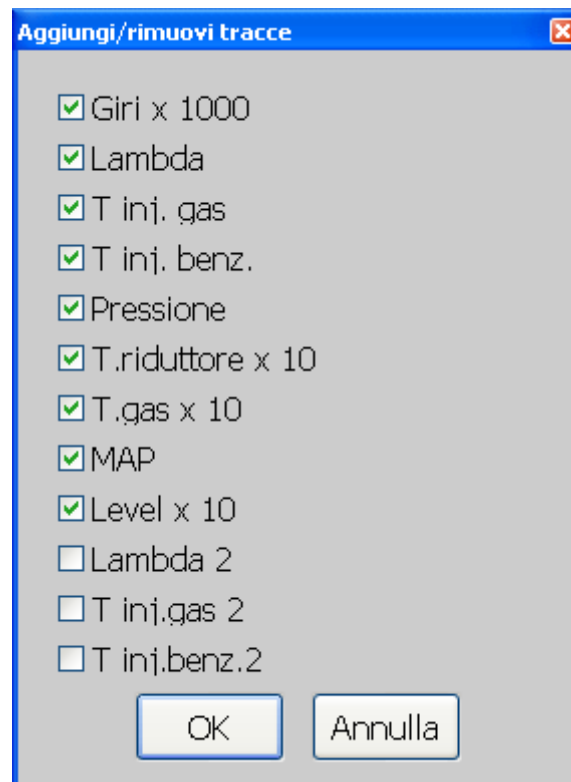 Aggiungi/rimuovi tracce
Giri x 1000
Lambda
T inj. gas
T inj. benz.
Pressione
T.riduttore x 10
T.gas x 10
MAP
Level x 10
Lambda 2
T inj.gas 2
T inj.benz.2
OK Annulla